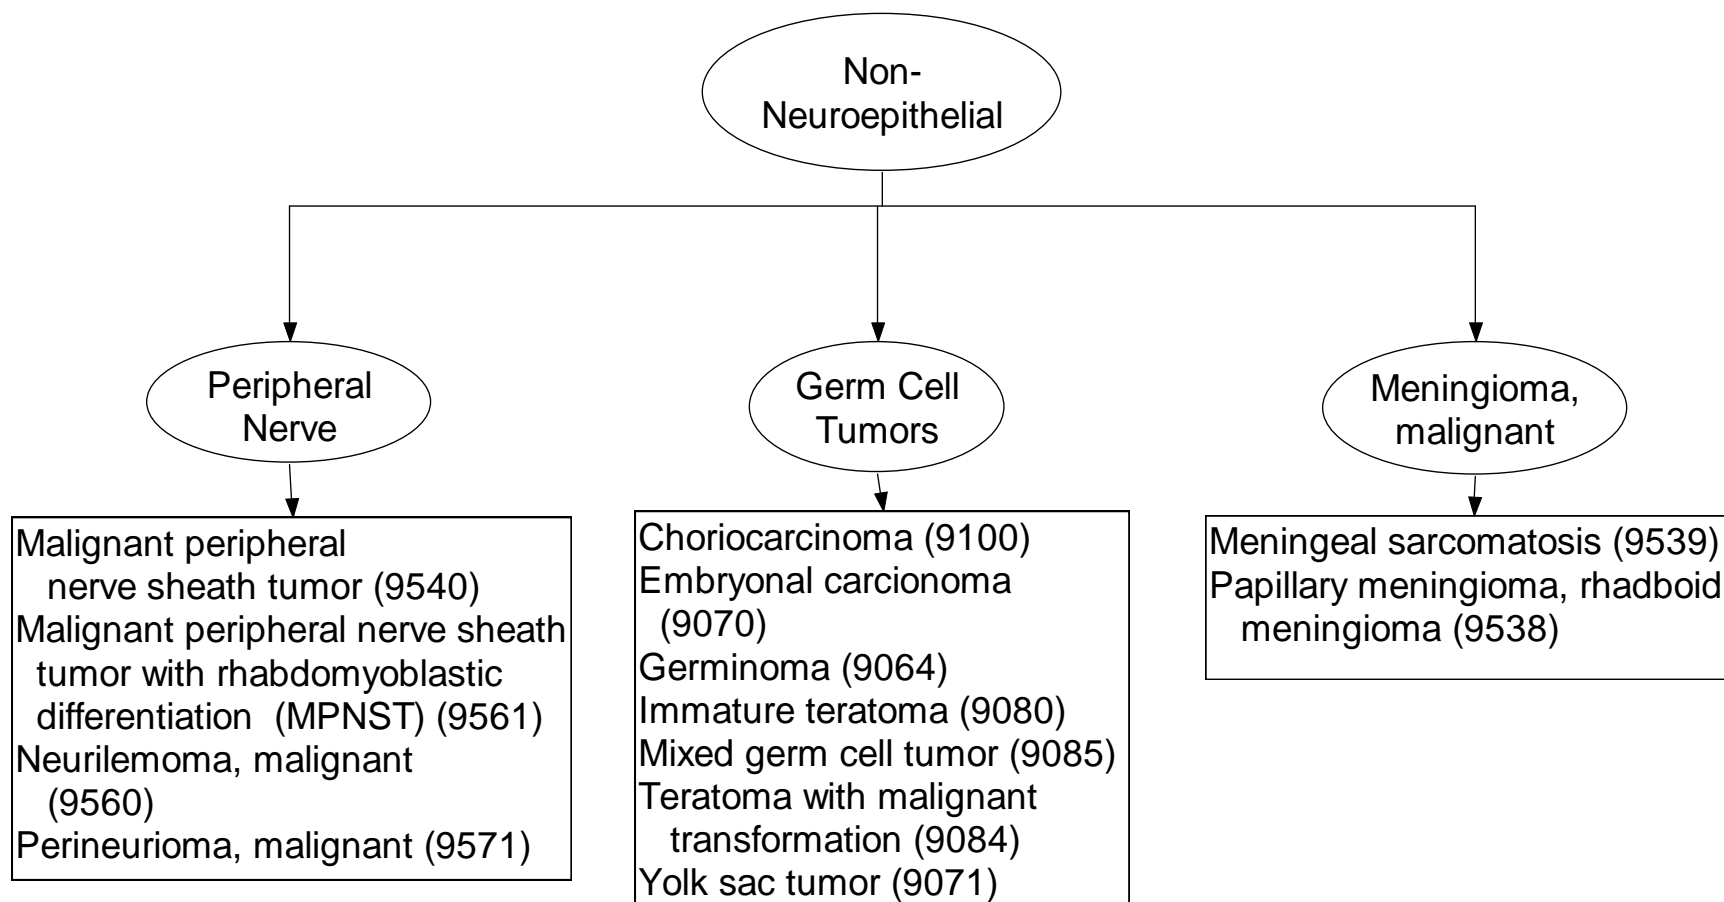 Non-
Neuroepithelial
Peripheral
Nerve
Germ Cell
Tumors
Meningioma,
malignant
Malignant peripheral
nerve sheath tumor (9540)
Malignant peripheral nerve sheath
tumor with rhabdomyoblastic
differentiation  (MPNST) (9561)
Neurilemoma, malignant
(9560)
Perineurioma, malignant (9571)
Choriocarcinoma (9100)
Embryonal carcionoma
(9070)
Germinoma (9064)
Immature teratoma (9080)
Mixed germ cell tumor (9085)
Teratoma with malignant
transformation (9084)
Yolk sac tumor (9071)
Meningeal sarcomatosis (9539)
Papillary meningioma, rhadboid
meningioma (9538)